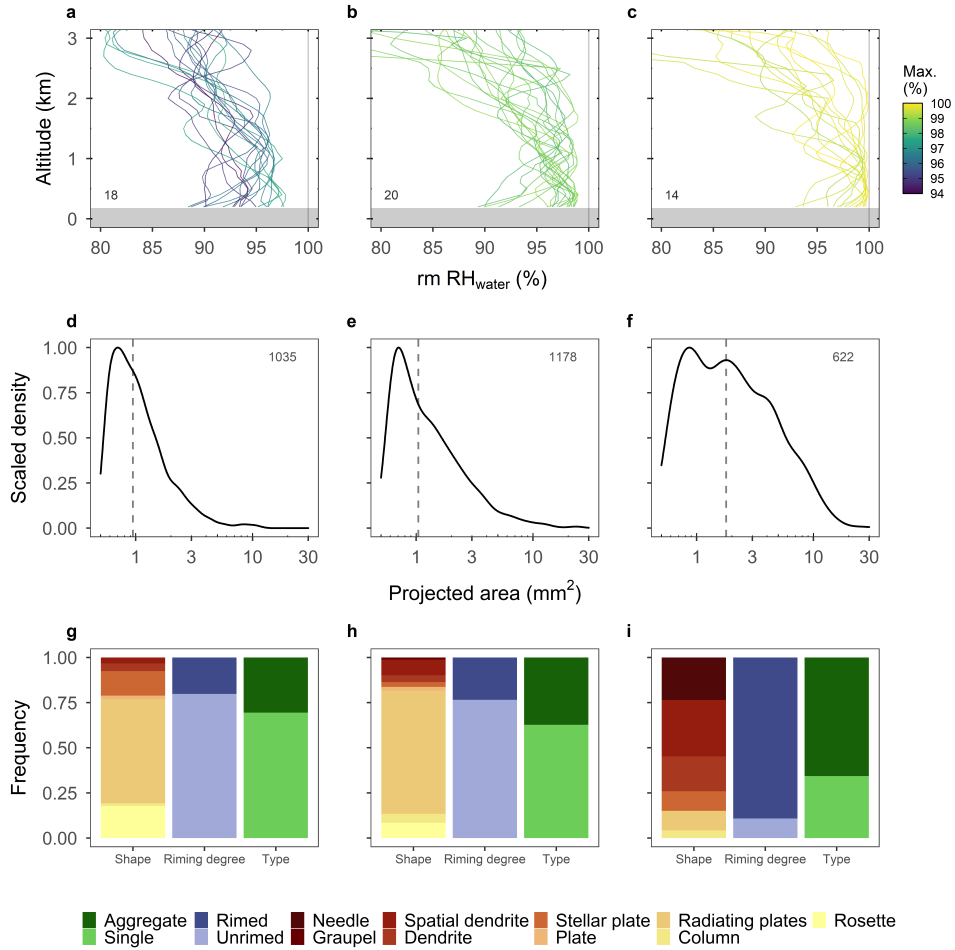 a b c
3
2
1
0
Altitude (km)
18 20 14
80 85 90 95 100 80 85 90 95 100 80 85 90 95 100
rm RHwater (%)
Max.
(%)
100
99
98
97
96
95
94
d e f
1.00
0.75
0.50
0.25
0.00
Scaled density
1035 1178 622
1 3 10 30 1 3 10 30 1 3 10 30
Projected area (mm2)
g h i
1.00
0.75
0.50
0.25
0.00
Frequency
Shape Riming degree Type Shape Riming degree Type Shape Riming degree Type
Aggregate Rimed Needle Spatial dendrite Stellar plate Radiating plates Rosette
Single Unrimed Graupel Dendrite Plate Column